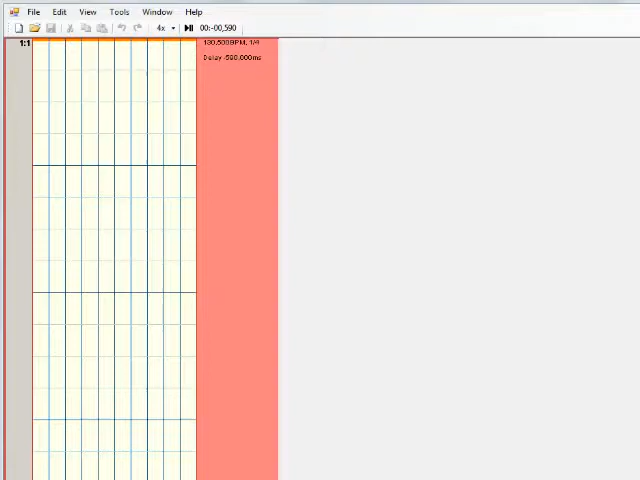 File Edit View Tools Window Help
4x 00:-00,590
1:1
130,500BPM, 1/4
Delay -590,000ms